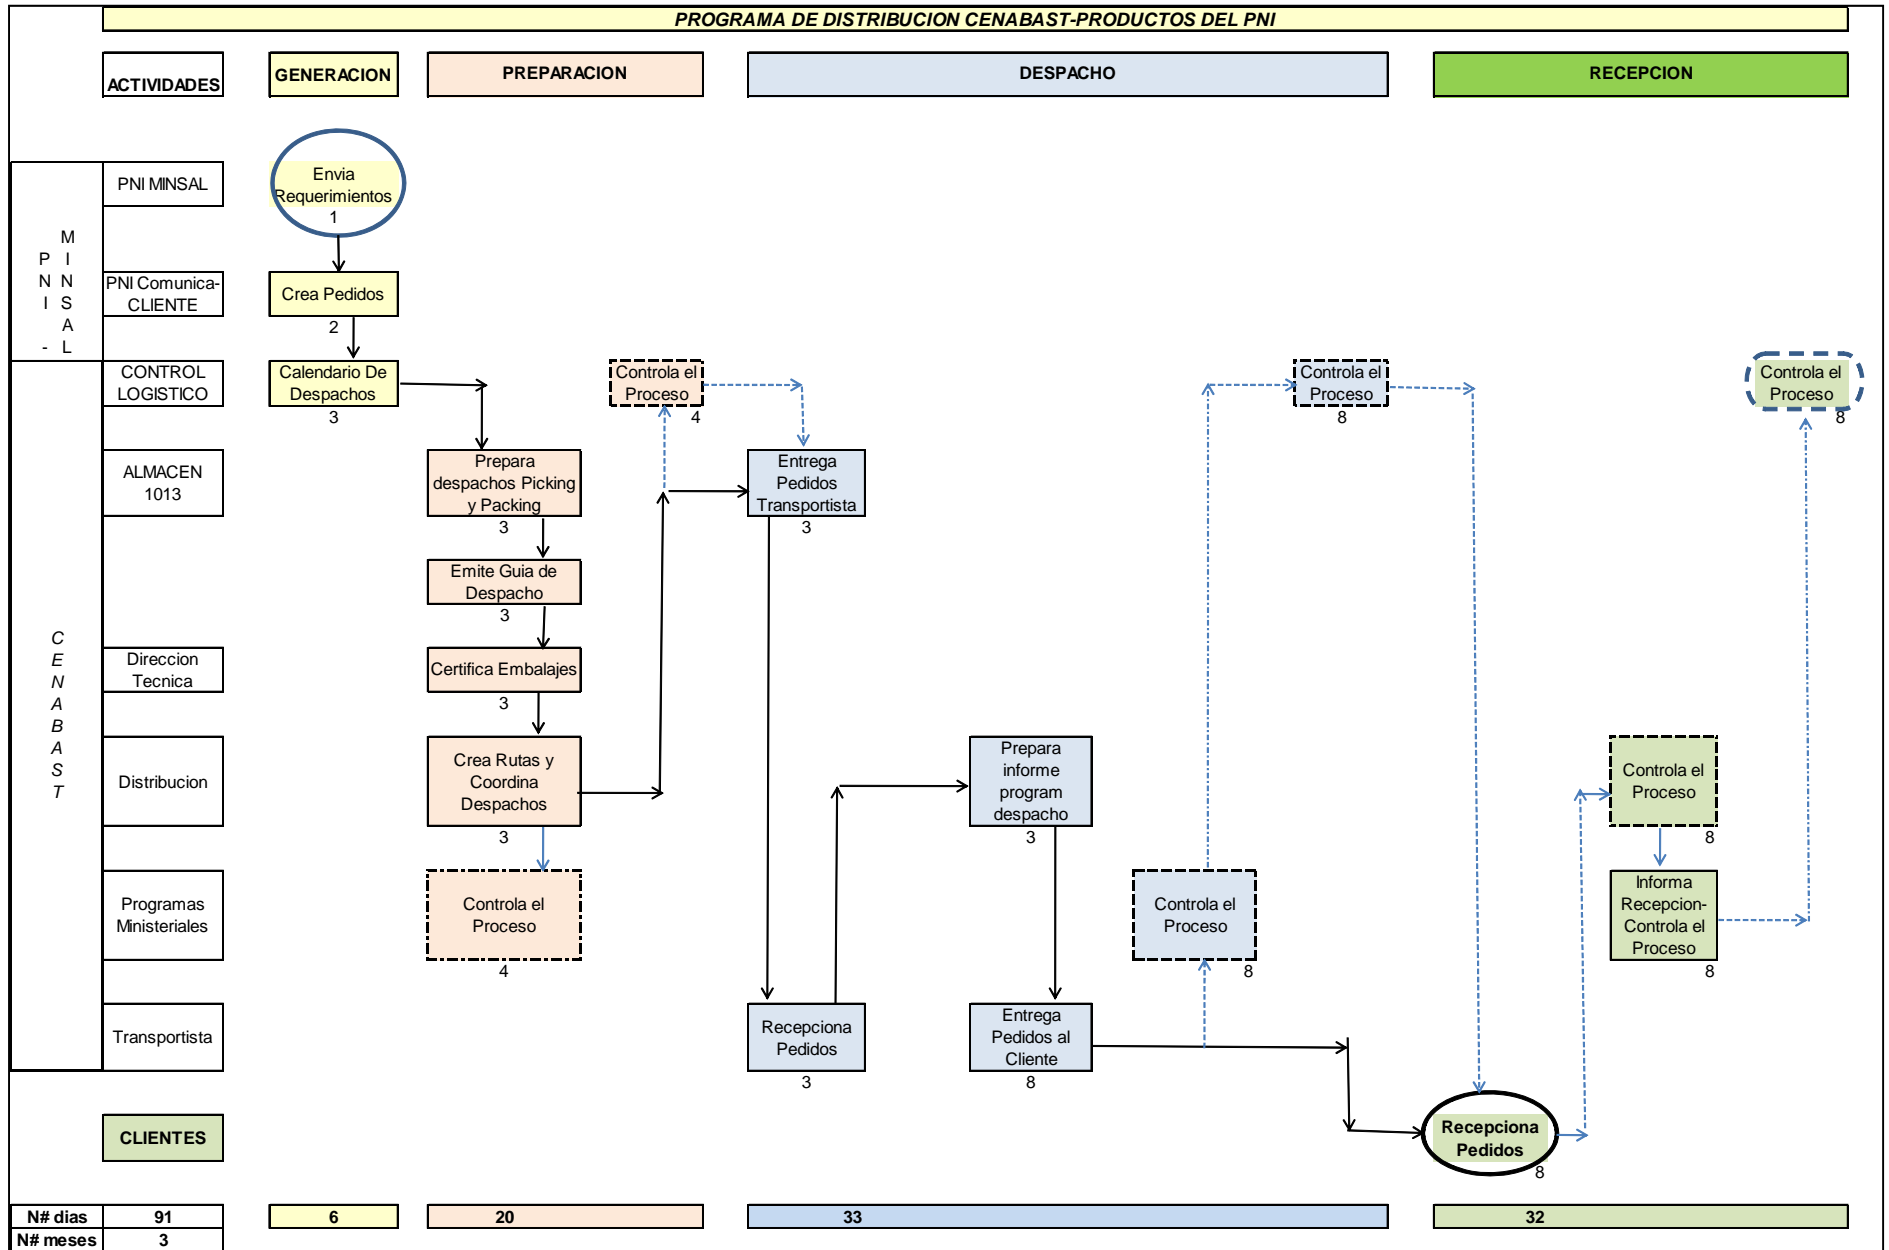 PROGRAMA DE DISTRIBUCION CENABAST-PRODUCTOS DEL PNI
ACTIVIDADES
GENERACION
PREPARACION
DESPACHO
RECEPCION
PNI - MINSAL
PNI MINSAL
Envia
Requerimientos
1
PNI Comunica-
CLIENTE
Crea Pedidos
2
CENABAST
CONTROL
LOGISTICO
Calendario De
Despachos
3
Controla el
Proceso
4
Controla el
Proceso
8
Controla el
Proceso
8
ALMACEN
1013
Prepara
despachos Picking
y Packing
3
Entrega
Pedidos
Transportista
3
Emite Guia de
Despacho
3
Direccion
Tecnica
Certifica Embalajes
3
Distribucion
Crea Rutas y
Coordina
Despachos
3
Prepara
informe
program
despacho
3
Controla el
Proceso
8
Programas
Ministeriales
Controla el
Proceso
4
Controla el
Proceso
8
Informa
Recepcion-
Controla el
Proceso
8
Transportista
Recepciona
Pedidos
3
Entrega
Pedidos al
Cliente
8
CLIENTES
Recepciona
Pedidos
8
N# dias
91
6
20
33
32
N# meses
3